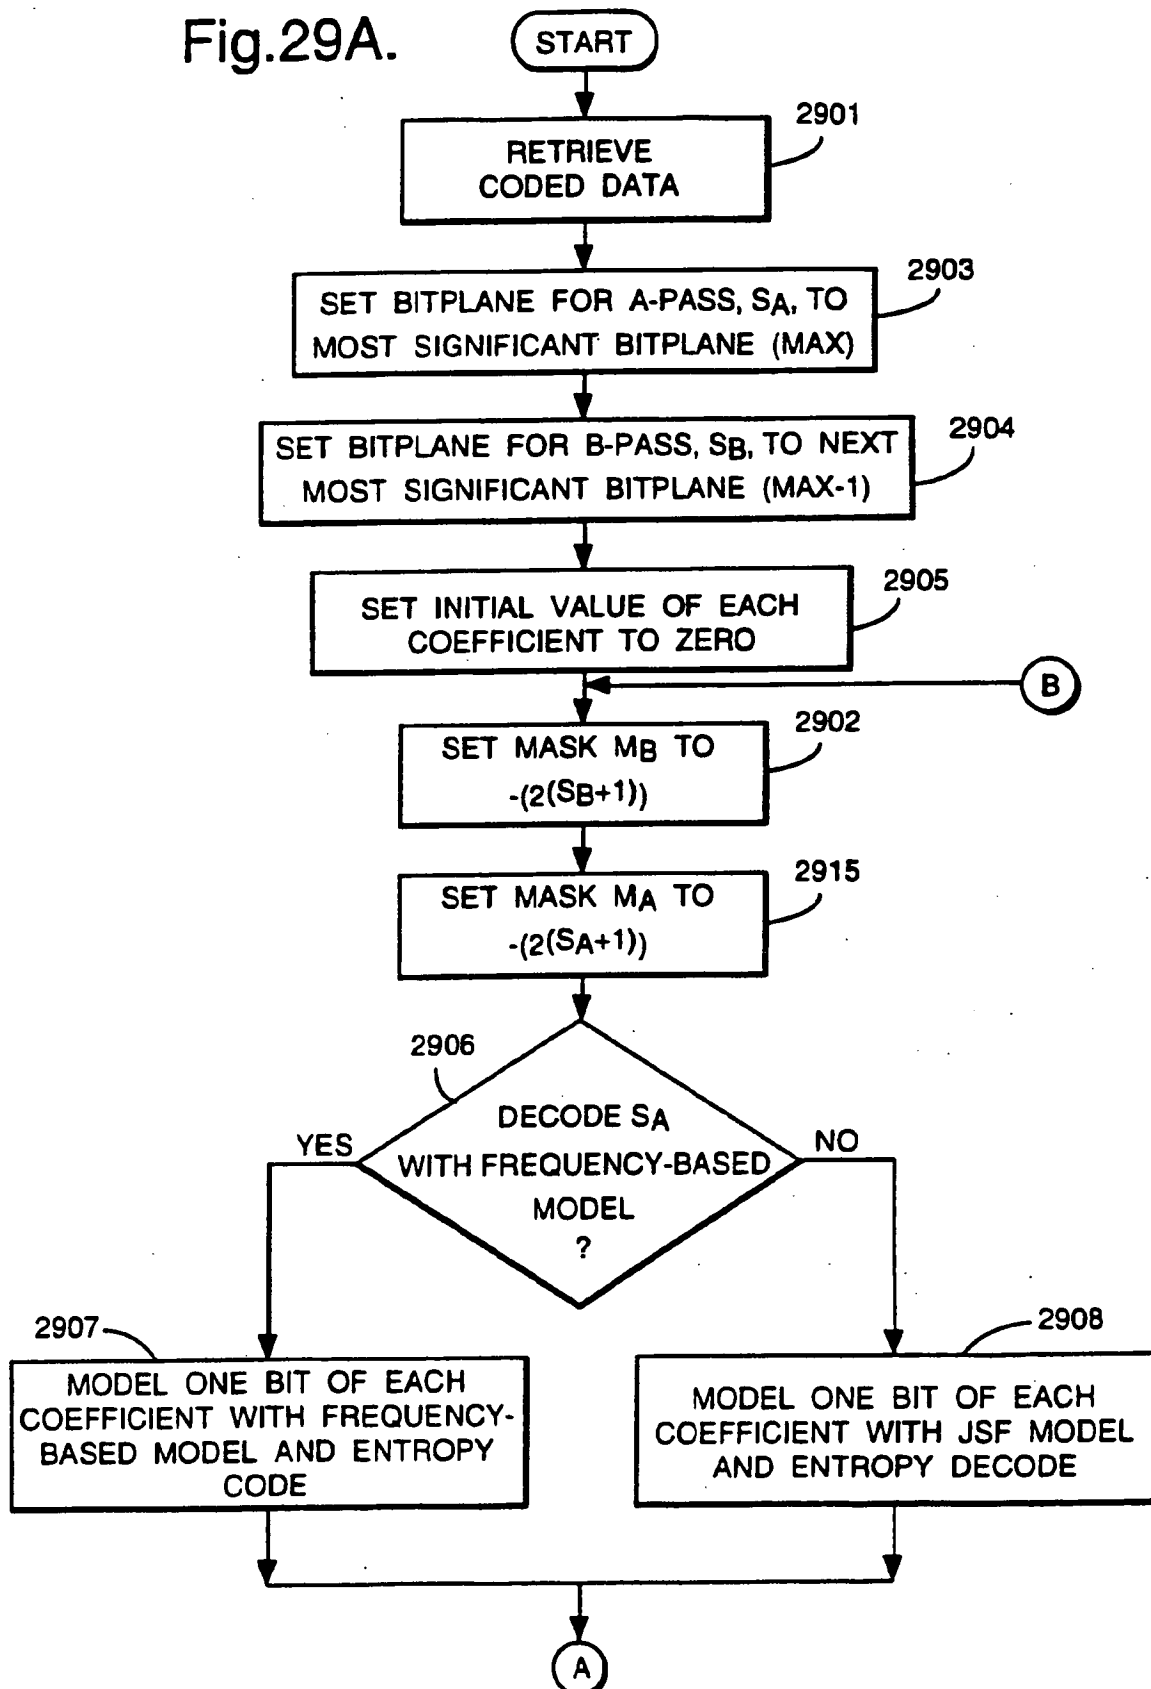 Fig.29A.
START
2901
RETRIEVE
CODED DATA
2903
SET BITPLANE FOR A-PASS, SA, TO
MOST SIGNIFICANT BITPLANE (MAX)
2904
SET BITPLANE FOR B-PASS, SB, TO NEXT
MOST SIGNIFICANT BITPLANE (MAX-1)
2905
SET INITIAL VALUE OF EACH
COEFFICIENT TO ZERO
B
2902
SET MASK MB TO
-(2(SB+1))
2915
SET MASK MA TO
-(2(SA+1))
2906
DECODE SA
WITH FREQUENCY-BASED
MODEL
?
YES
NO
2907
MODEL ONE BIT OF EACH
COEFFICIENT WITH FREQUENCY-
BASED MODEL AND ENTROPY
CODE
2908
MODEL ONE BIT OF EACH
COEFFICIENT WITH JSF MODEL
AND ENTROPY DECODE
A